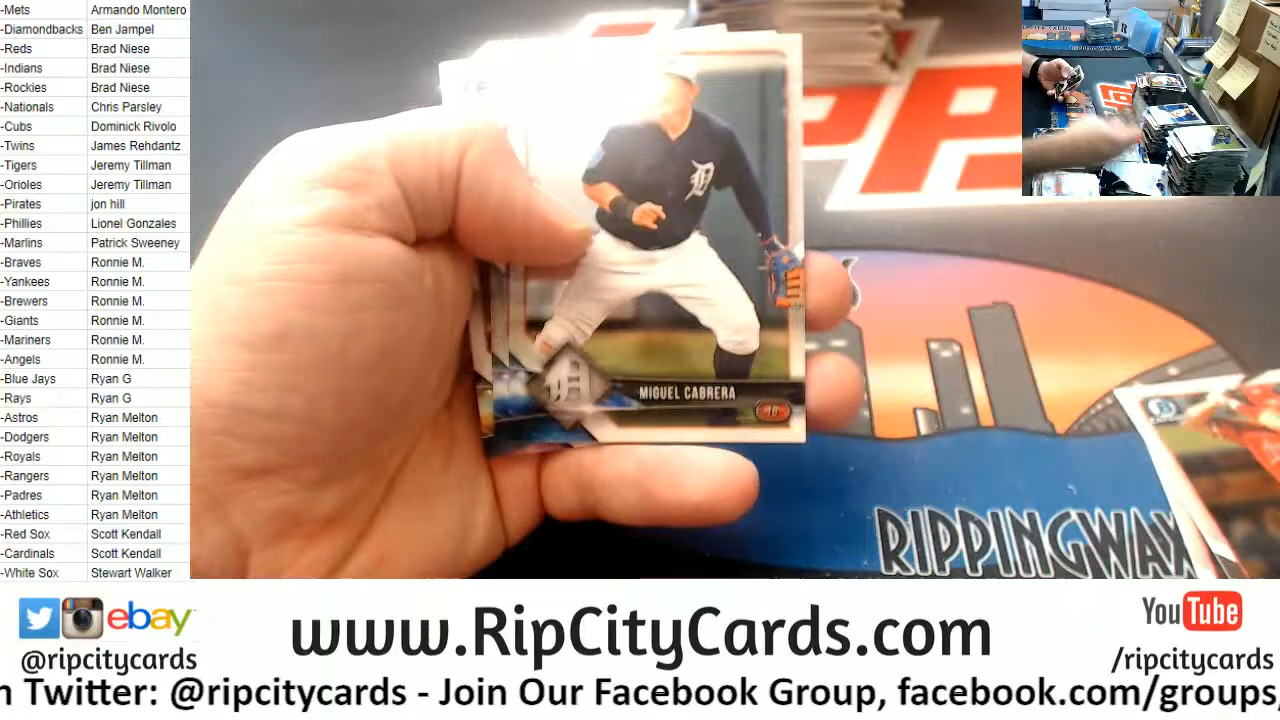 -Mets Armando Montero
-Diamondbacks Ben Jampel
-Reds Brad Niese
-Indians Brad Niese
-Rockies Brad Niese
-Nationals Chris Parsley
-Cubs Dominick Rivolo
-Twins James Rehdantz
-Tigers Jeremy Tillman
-Orioles Jeremy Tillman
-Pirates jon hill
-Phillies Lionel Gonzales
-Marlins Patrick Sweeney
-Braves Ronnie M.
-Yankees Ronnie M.
-Brewers Ronnie M.
-Giants Ronnie M.
-Mariners Ronnie M.
-Angels Ronnie M.
-Blue Jays Ryan G
-Rays Ryan G
-Astros Ryan Melton
-Dodgers Ryan Melton
-Royals Ryan Melton
-Rangers Ryan Melton
-Padres Ryan Melton
-Athletics Ryan Melton
-Red Sox Scott Kendall
-Cardinals Scott Kendall
-White Sox Stewart Walker
D
D
MIGUEL CABRERA
1B
RIPPINGWAX
ebay
@ripcitycards
www.RipCityCards.com
YouTube
/ripcitycards
n Twitter: @ripcitycards - Join Our Facebook Group, facebook.com/groups/